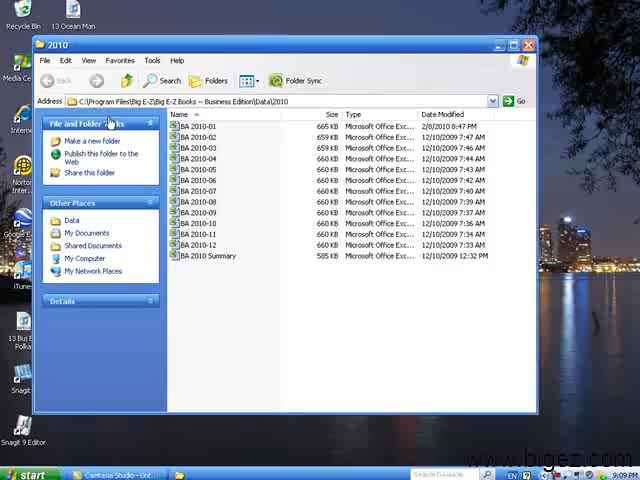 Recycle Bin
13 Ocean Man
2010
File Edit View Favorites Tools Help
Back Search Folders Folder Sync
Address C:\Program Files\Big E-Z\Big E-Z Books -- Business Edition\Data\2010 Go
File and Folder Tasks
Make a new folder
Publish this folder to the
Web
Share this folder
Other Places
Data
My Documents
Shared Documents
My Computer
My Network Places
Details
Name Size Type Date Modified
BA 2010-01 665 KB Microsoft Office Exc... 2/8/2010 8:47 PM
BA 2010-02 659 KB Microsoft Office Exc... 12/10/2009 7:47 AM
BA 2010-03 660 KB Microsoft Office Exc... 12/10/2009 7:46 AM
BA 2010-04 660 KB Microsoft Office Exc... 12/10/2009 7:44 AM
BA 2010-05 660 KB Microsoft Office Exc... 12/10/2009 7:43 AM
BA 2010-06 660 KB Microsoft Office Exc... 12/10/2009 7:42 AM
BA 2010-07 660 KB Microsoft Office Exc... 12/10/2009 7:40 AM
BA 2010-08 660 KB Microsoft Office Exc... 12/10/2009 7:39 AM
BA 2010-09 660 KB Microsoft Office Exc... 12/10/2009 7:37 AM
BA 2010-10 660 KB Microsoft Office Exc... 12/10/2009 7:36 AM
BA 2010-11 660 KB Microsoft Office Exc... 12/10/2009 7:34 AM
BA 2010-12 660 KB Microsoft Office Exc... 12/10/2009 7:33 AM
BA 2010 Summary 585 KB Microsoft Office Exc... 12/10/2009 12:32 PM
Media Ce
Intern
Norton
Inter...
Google E
iTunes
13 Buj B
Polka
Snagit
Snagit 9 Editor
www.bigez.com
start Camtasia Studio - Unt... EN 9:09 PM